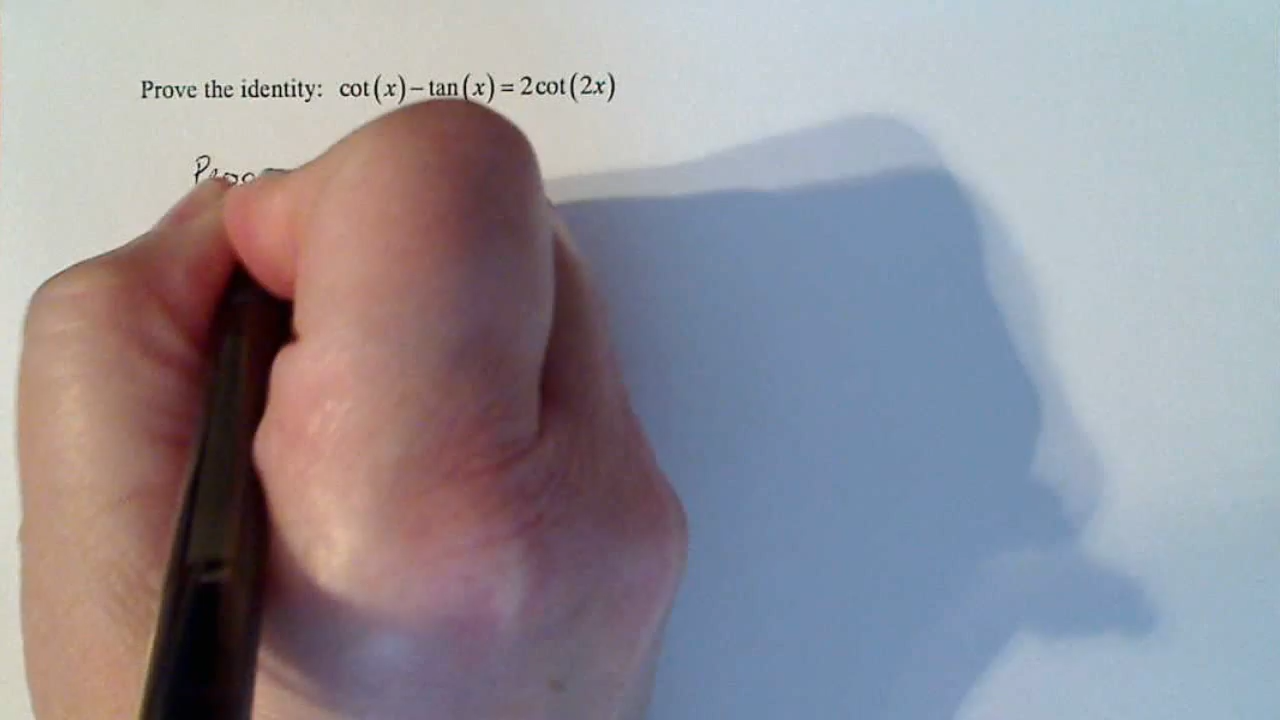 Prove the identity: cot(x)−tan(x)=2cot(2x)